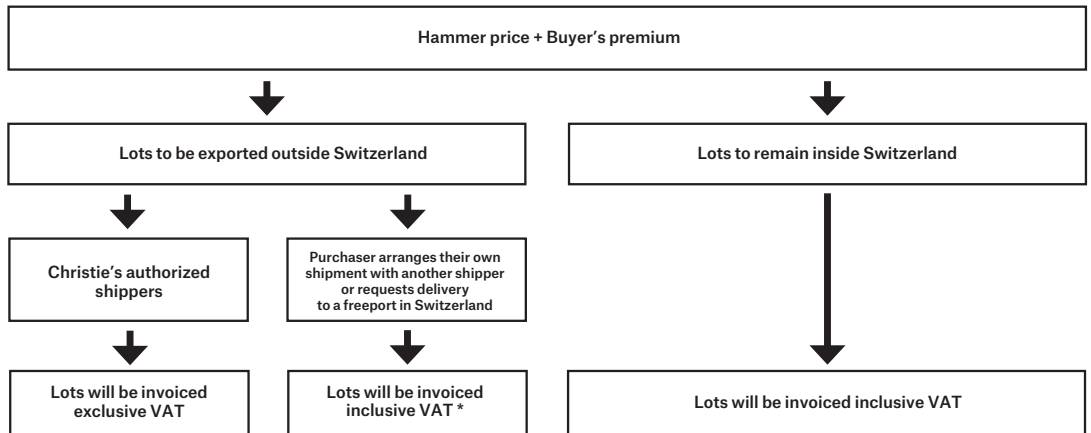 Hammer price + Buyer's premium
Lots to be exported outside Switzerland
Lots to remain inside Switzerland
Christie's authorized
shippers
Purchaser arranges their own
shipment with another shipper
or requests delivery
to a freeport in Switzerland
Lots will be invoiced
exclusive VAT
Lots will be invoiced
inclusive VAT *
Lots will be invoiced inclusive VAT